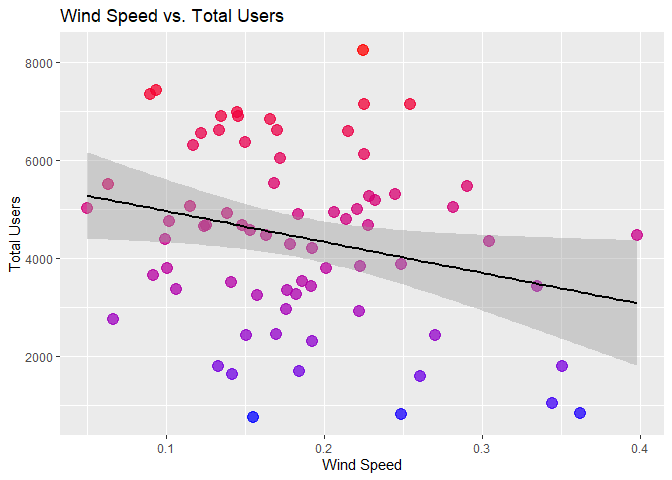 Wind Speed vs. Total Users
8000
6000
4000
2000
Total Users
0.1 0.2 0.3 0.4
Wind Speed